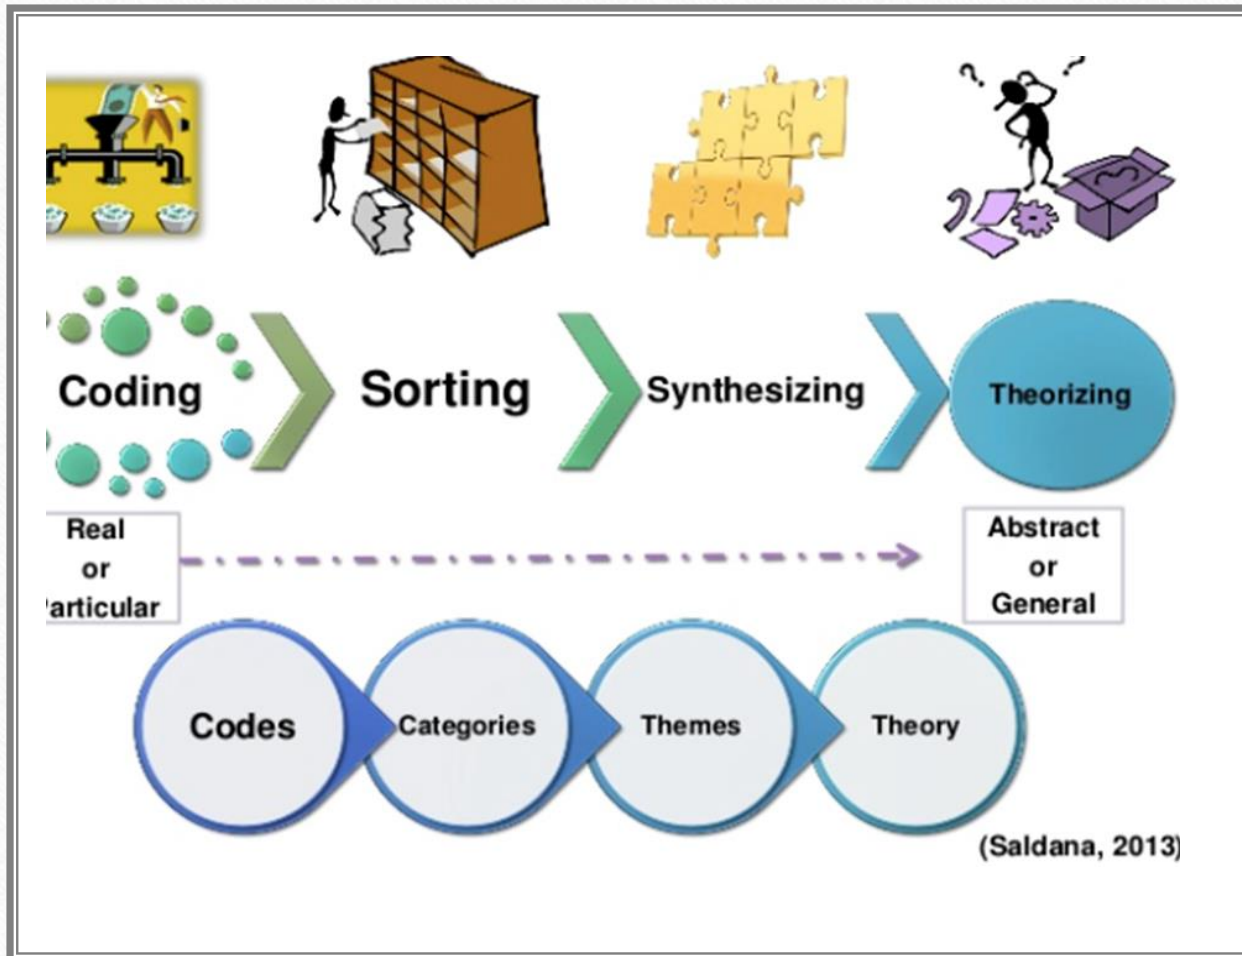 Coding
Sorting
Synthesizing
Theorizing
Real
or
articular
Abstract
or
General
Codes
Categories
Themes
Theory
(Saldana, 2013)